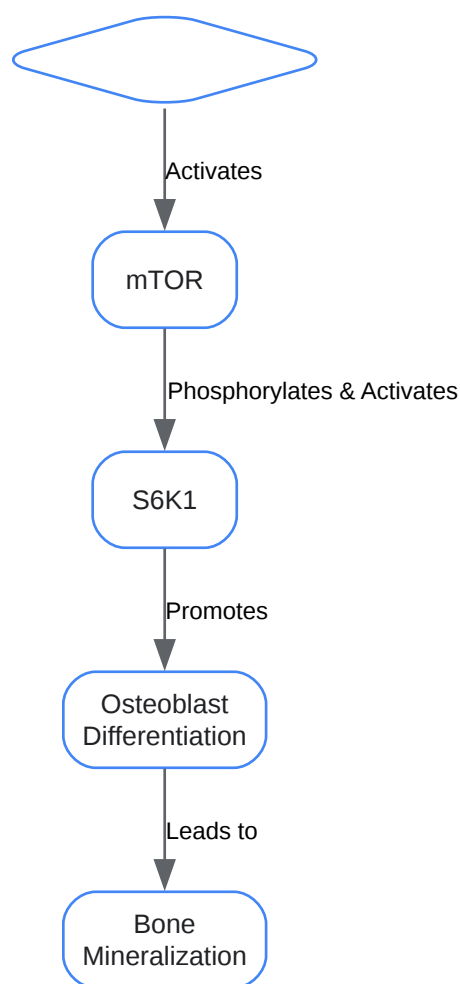 Activates
mTOR
Phosphorylates & Activates
S6K1
Promotes
Osteoblast
Differentiation
Leads to
Bone
Mineralization